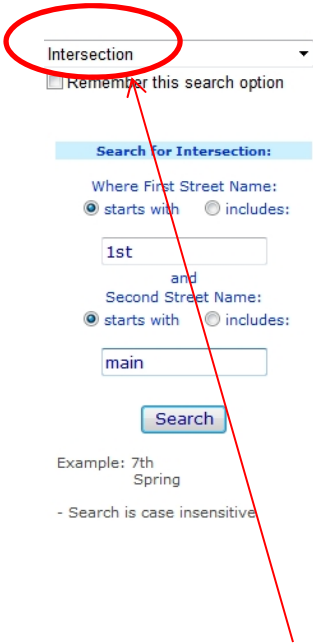 Intersection
Remember this search option
Search for Intersection:
Where First Street Name:
starts with includes:
1st
and
Second Street Name:
starts with includes:
main
Search
Example: 7th
Spring
- Search is case insensitive